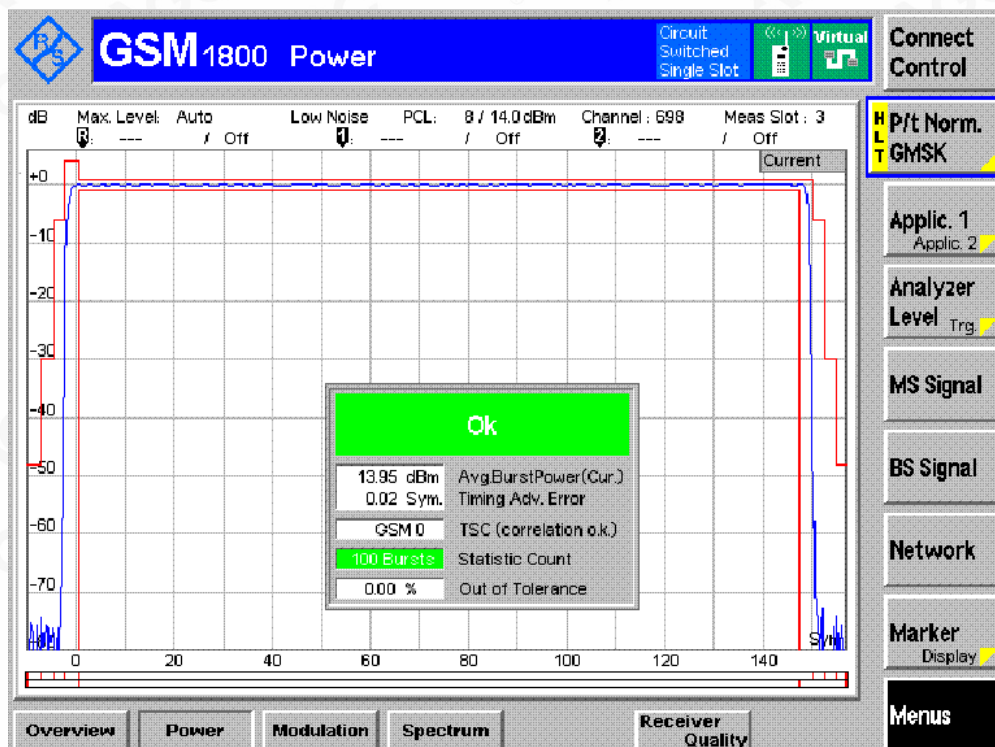 R/S
GSM 1800 Power
Circuit Switched Single Slot
Virtual
Connect Control
dB Max. Level: Auto Low Noise PCL: 8 / 14.0 dBm Channel : 698 Meas Slot : 3
R: --- / Off 1: --- / Off 2: --- / Off
HLT
P/t Norm. GMSK
Current
+0
-10
-20
-30
-40
-50
-60
-70
Applic. 1
Applic. 2
Analyzer Level Trg.
MS Signal
BS Signal
Network
Marker
Display
Menus
Ok
13.95 dBm Avg.BurstPower(Cur.)
0.02 Sym. Timing Adv. Error
GSM 0 TSC (correlation o.k.)
100 Bursts Statistic Count
0.00 % Out of Tolerance
0 20 40 60 80 100 120 140
Overview Power Modulation Spectrum Receiver Quality